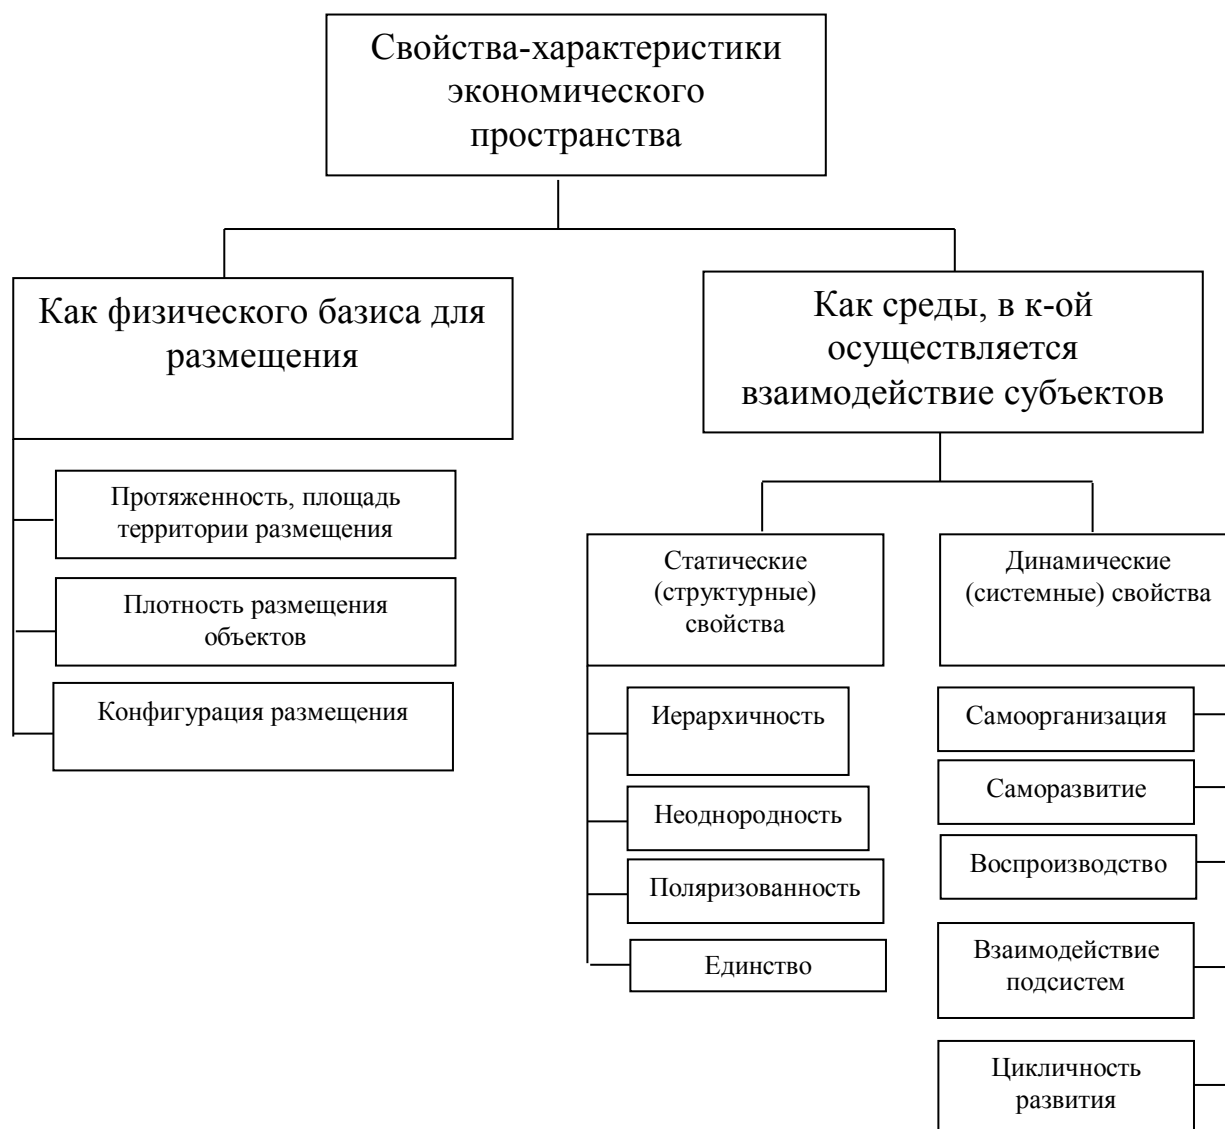 Свойства-характеристики
экономического
пространства
Как физического базиса для
размещения
Протяженность, площадь
территории размещения
Плотность размещения
объектов
Конфигурация размещения
Как среды, в к-ой
осуществляется
взаимодействие субъектов
Статические
(структурные)
свойства
Иерархичность
Неоднородность
Поляризованность
Единство
Динамические
(системные) свойства
Самоорганизация
Саморазвитие
Воспроизводство
Взаимодействие
подсистем
Цикличность
развития